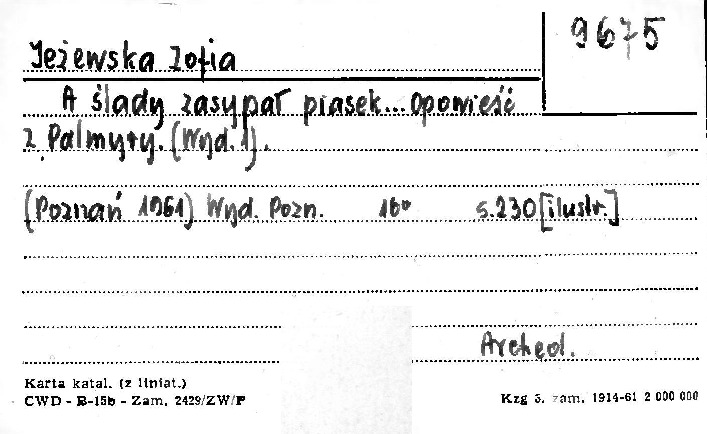 9675
Jeżewska Zofia
A ślady zasypał piasek... Opowieść
z Palmyry. (Wyd. 1).
(Poznań 1961) Wyd. Pozn. 16° s. 230 [ilustr.]
Archeol.
Karta katal. (z liniat.)
CWD - B-15b - Zam. 2429/ZW/F
Kzg 3. zam. 1914-61 2 000 000